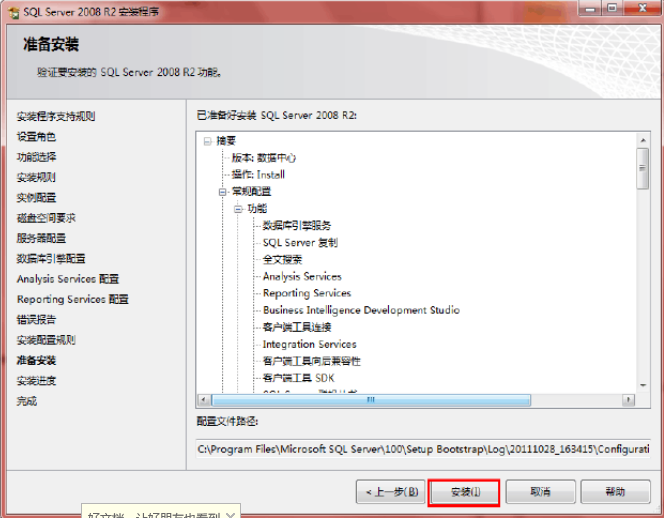 SQL Server 2008 R2 安装程序
准备安装
验证要安装的 SQL Server 2008 R2 功能。
安装程序支持规则
设置角色
功能选择
安装规则
实例配置
磁盘空间要求
服务器配置
数据库引擎配置
Analysis Services 配置
Reporting Services 配置
错误报告
安装配置规则
准备安装
安装进度
完成
已准备好安装 SQL Server 2008 R2:
摘要
版本: 数据中心
操作: Install
常规配置
功能
数据库引擎服务
SQL Server 复制
全文搜索
Analysis Services
Reporting Services
Business Intelligence Development Studio
客户端工具连接
Integration Services
客户端工具向后兼容性
客户端工具 SDK
配置文件路径:
C:\Program Files\Microsoft SQL Server\100\Setup Bootstrap\Log\20111028_163415\Configurati
< 上一步(B)
安装(I)
取消
帮助
好文档，让好朋友也看到